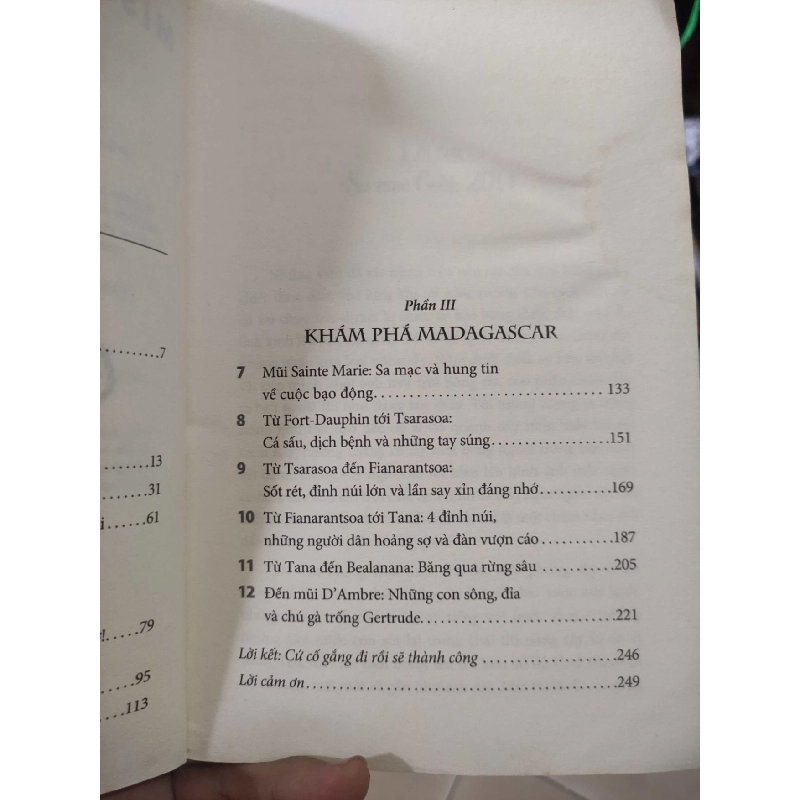 7
13
31
i......61
!.....79
95
113
Phần III
KHÁM PHÁ MADAGASCAR
7 Mũi Sainte Marie: Sa mạc và hung tin
về cuộc bạo động................................. 133
8 Từ Fort-Dauphin tới Tsarasoa:
Cá sấu, dịch bệnh và những tay súng....................151
9 Từ Tsarasoa đến Fianarantsoa:
Sốt rét, đỉnh núi lớn và lần say xỉn đáng nhớ............169
10 Từ Fianarantsoa tới Tana: 4 đỉnh núi,
những người dân hoảng sợ và đàn vượn cáo...........187
11 Từ Tana đến Bealanana: Băng qua rừng sâu ...........205
12 Đến mũi D’Ambre: Những con sông, đỉa
và chú gà trống Gertrude............................221
Lời kết: Cứ cố gắng đi rồi sẽ thành công ....................246
Lời cảm ơn..............................................249